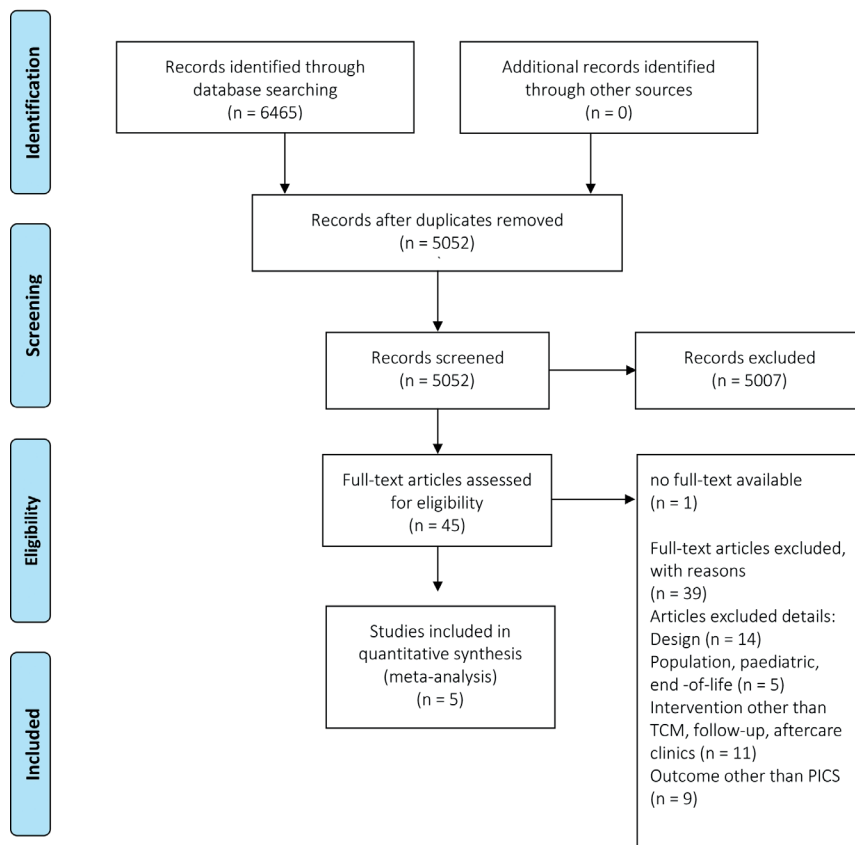 Identification
Records identified through
database searching
(n = 6465)
Additional records identified
through other sources
(n = 0)
Records after duplicates removed
(n = 5052)
Screening
Records screened
(n = 5052)
Records excluded
(n = 5007)
Eligibility
Full-text articles assessed
for eligibility
(n = 45)
no full-text available
(n = 1)
Full-text articles excluded,
with reasons
(n = 39)
Articles excluded details:
Design (n = 14)
Population, paediatric,
end -of-life (n = 5)
Intervention other than
TCM, follow-up, aftercare
clinics (n = 11)
Outcome other than PICS
(n = 9)
Included
Studies included in
quantitative synthesis
(meta-analysis)
(n = 5)